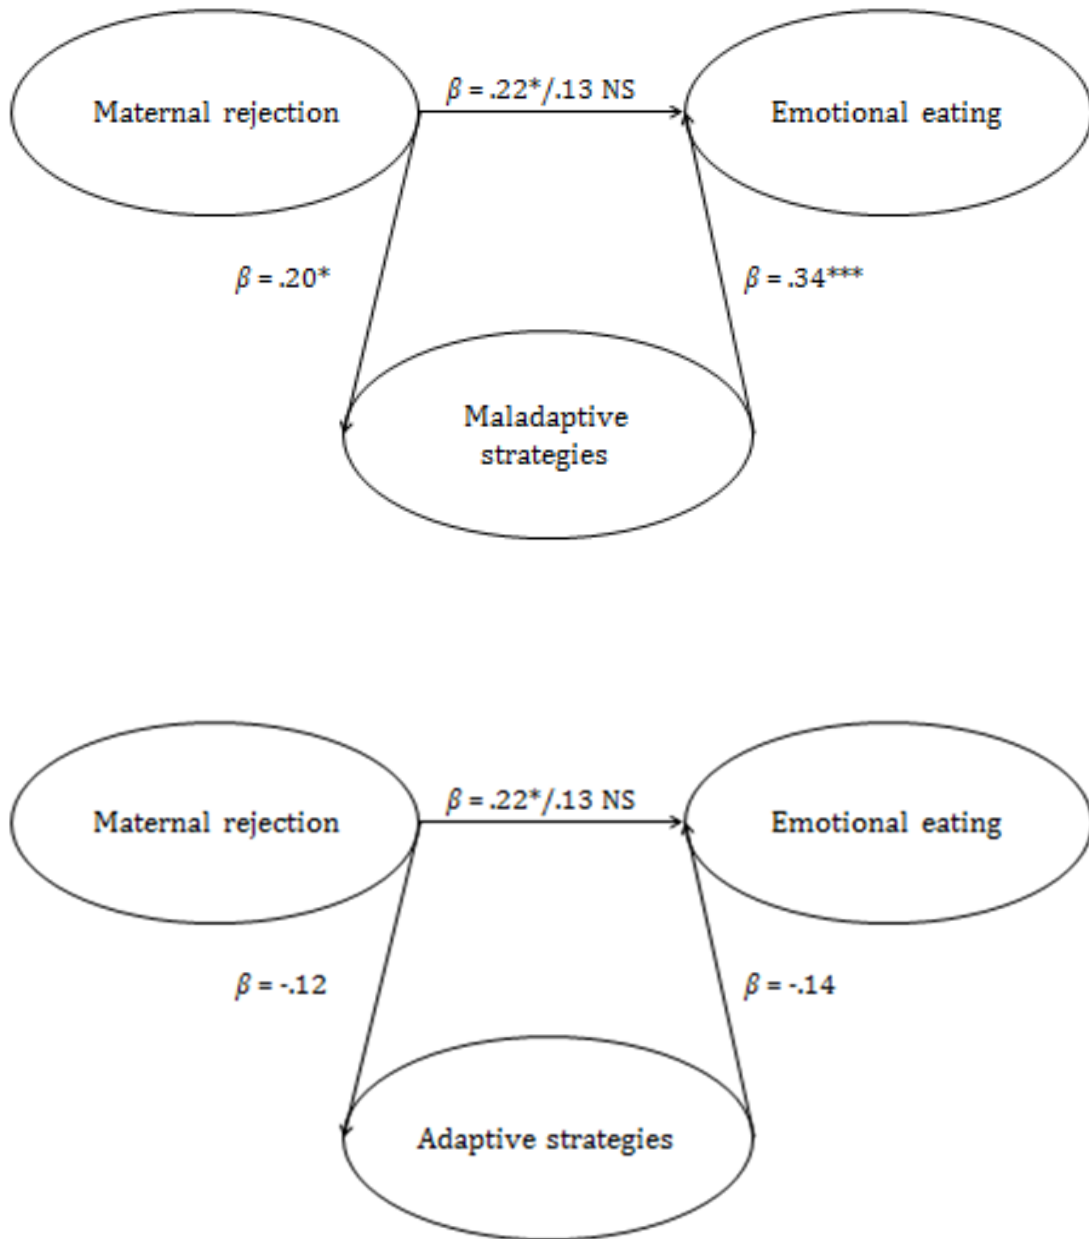 β = .22*/.13 NS
Maternal rejection
Emotional eating
β = .20*
β = .34***
Maladaptive
strategies
β = .22*/.13 NS
Maternal rejection
Emotional eating
β = -.12
β = -.14
Adaptive strategies